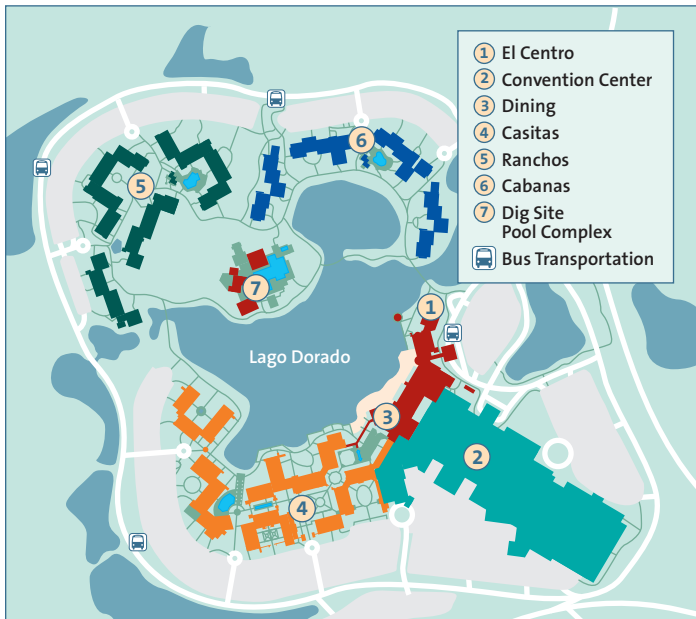 1 El Centro
2 Convention Center
3 Dining
4 Casitas
5 Ranchos
6 Cabanas
7 Dig Site
Pool Complex
Bus Transportation
6
5
7
1
Lago Dorado
3
2
4